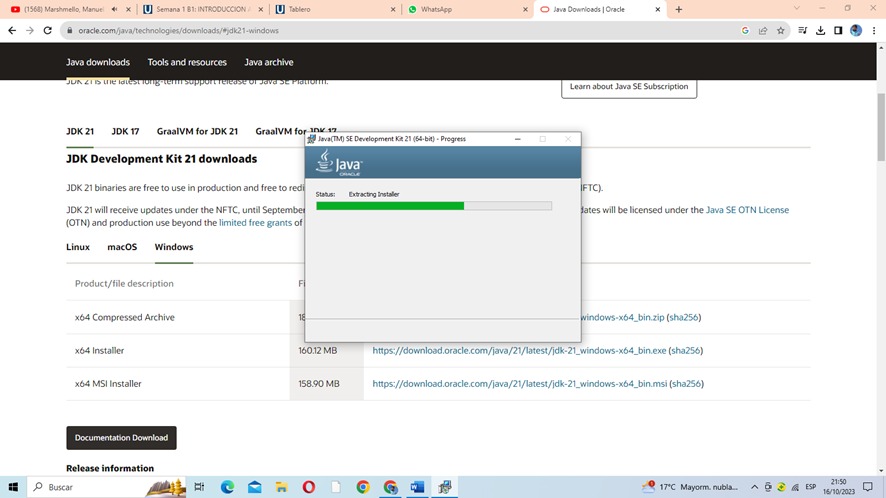 (1568) Marshmello, Manuel
Semana 1 B1: INTRODUCCION A
Tablero
WhatsApp
Java Downloads | Oracle
oracle.com/java/technologies/downloads/#jdk21-windows
Java downloads
Tools and resources
Java archive
JDK 21 is the latest long-term support release of Java SE Platform.
Learn about Java SE Subscription
JDK 21
JDK 17
GraalVM for JDK 21
GraalVM for JDK 17
Java(TM) SE Development Kit 21 (64-bit) - Progress
Java
ORACLE
Status:
Extracting Installer
JDK Development Kit 21 downloads
JDK 21 binaries are free to use in production and free to redi
FTC).
JDK 21 will receive updates under the NFTC, until September
dates will be licensed under the Java SE OTN License
(OTN) and production use beyond the limited free grants of
Linux
macOS
Windows
Product/file description
Fi
x64 Compressed Archive
18
windows-x64_bin.zip (sha256)
x64 Installer
160.12 MB
https://download.oracle.com/java/21/latest/jdk-21_windows-x64_bin.exe (sha256)
x64 MSI Installer
158.90 MB
https://download.oracle.com/java/21/latest/jdk-21_windows-x64_bin.msi (sha256)
Documentation Download
Release information
Buscar
17°C Mayorm. nubla...
ESP
21:50
16/10/2023